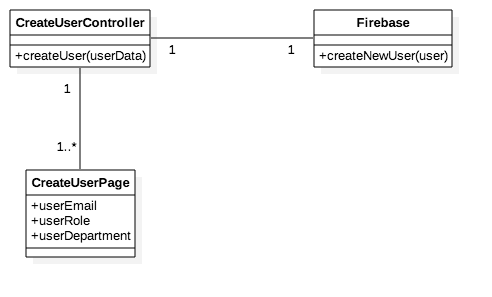 CreateUserController
+createUser(userData)
Firebase
+createNewUser(user)
1
1
1
1..*
CreateUserPage
+userEmail
+userRole
+userDepartment